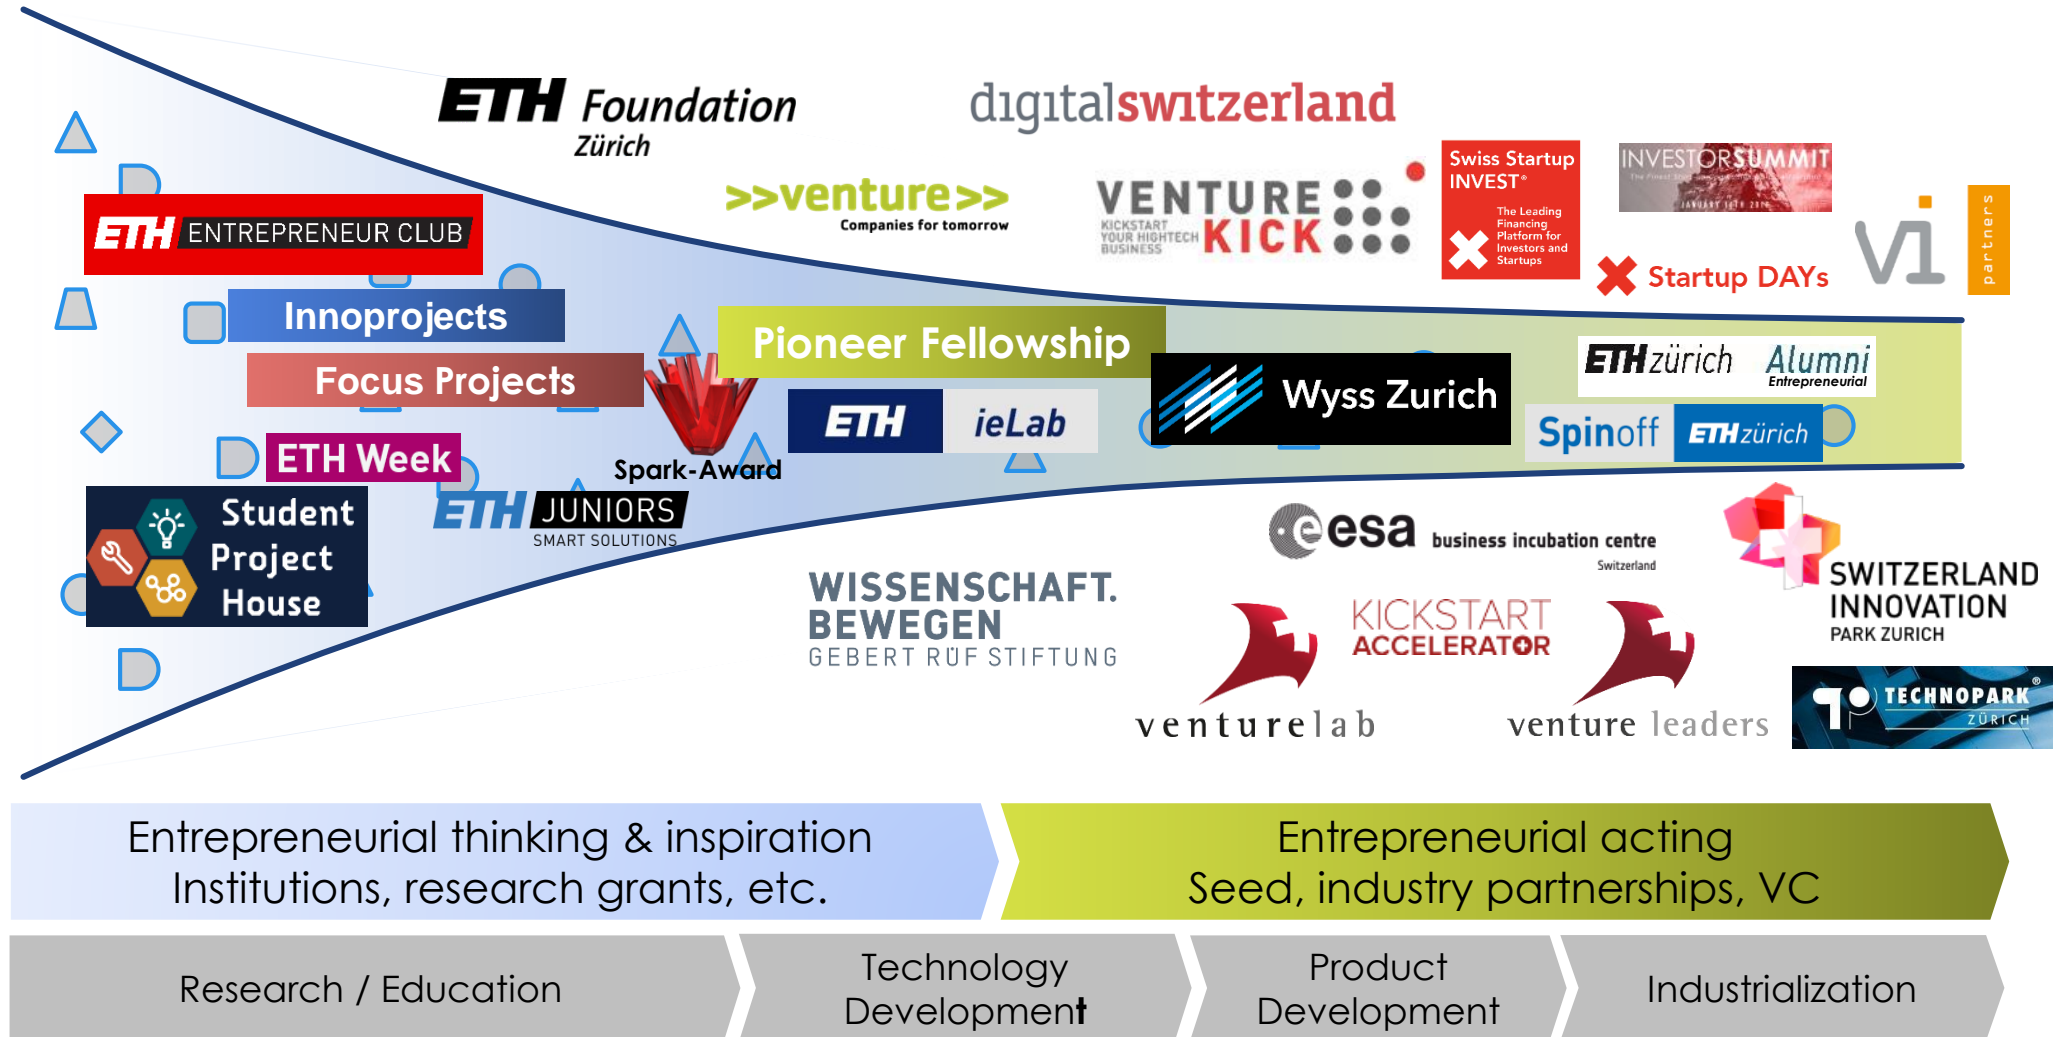 ETH Foundation
Zürich
digitalswitzerland
>>venture>>
Companies for tomorrow
VENTURE
KICKSTART
YOUR HIGHTECH
BUSINESS
KICK
Swiss Startup
INVEST®
The Leading
Financing
Platform for
Investors and
Startups
INVESTORSUMMIT
Startup DAYs
vi
partners
ETH ENTREPRENEUR CLUB
Innoprojects
Focus Projects
ETH Week
Student
Project
House
ETH JUNIORS
SMART SOLUTIONS
Spark-Award
Pioneer Fellowship
ETH ieLab
Wyss Zurich
ETH zürich Alumni
Entrepreneurial
Spinoff ETH zürich
WISSENSCHAFT.
BEWEGEN
GEBERT RÜF STIFTUNG
esa business incubation centre
Switzerland
venturelab
KICKSTART
ACCELERATOR
venture leaders
SWITZERLAND
INNOVATION
PARK ZURICH
TP TECHNOPARK®
ZÜRICH
Entrepreneurial thinking & inspiration
Institutions, research grants, etc.
Entrepreneurial acting
Seed, industry partnerships, VC
Research / Education
Technology
Development
Product
Development
Industrialization